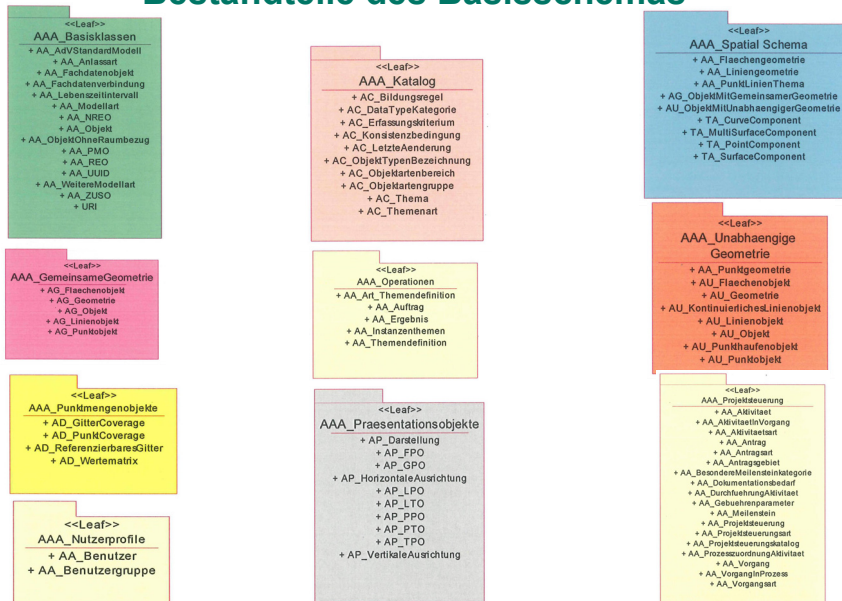 Bestandteile des Basisschemas
<<Leaf>>
AAA_Basisklassen
+ AA_AdVStandardModell
+ AA_Anlassart
+ AA_Fachdatenobjekt
+ AA_Fachdatenverbindung
+ AA_Lebenszeitintervall
+ AA_Modellart
+ AA_NREO
+ AA_Objekt
+ AA_ObjektOhneRaumbezug
+ AA_PMO
+ AA_REO
+ AA_UUID
+ AA_WeitereModellart
+ AA_ZUSO
+ URI
<<Leaf>>
AAA_Katalog
+ AC_Bildungsregel
+ AC_DataTypeKategorie
+ AC_Erfassungskriterium
+ AC_Konsistenzbedingung
+ AC_LetzteAenderung
+ AC_ObjektTypenBezeichnung
+ AC_Objektartenbereich
+ AC_Objektartengruppe
+ AC_Thema
+ AC_Themenart
<<Leaf>>
AAA_Spatial Schema
+ AA_Flaechengeometrie
+ AA_Liniengeometrie
+ AA_PunktLinienThema
+ AG_ObjektMitGemeinsamerGeometrie
+ AU_ObjektMitUnabhaengigerGeometrie
+ TA_CurveComponent
+ TA_MultiSurfaceComponent
+ TA_PointComponent
+ TA_SurfaceComponent
<<Leaf>>
AAA_GemeinsameGeometrie
+ AG_Flaechenobjekt
+ AG_Geometrie
+ AG_Objekt
+ AG_Linienobjekt
+ AG_Punktobjekt
<<Leaf>>
AAA_Operationen
+ AA_Art_Themendefinition
+ AA_Auftrag
+ AA_Ergebnis
+ AA_Instanzenthemen
+ AA_Themendefinition
<<Leaf>>
AAA_Unabhaengige
Geometrie
+ AA_Punktgeometrie
+ AU_Flaechenobjekt
+ AU_Geometrie
+ AU_KontinuierlichesLinienobjekt
+ AU_Linienobjekt
+ AU_Objekt
+ AU_Punkthaufenobjekt
+ AU_Punktobjekt
<<Leaf>>
AAA_Punktmengenobjekte
+ AD_GitterCoverage
+ AD_PunktCoverage
+ AD_ReferenzierbaresGitter
+ AD_Wertematrix
<<Leaf>>
AAA_Praesentationsobjekte
+ AP_Darstellung
+ AP_FPO
+ AP_GPO
+ AP_HorizontaleAusrichtung
+ AP_LPO
+ AP_LTO
+ AP_PPO
+ AP_PTO
+ AP_TPO
+ AP_VertikaleAusrichtung
<<Leaf>>
AAA_Projektsteuerung
+ AA_Aktivitaet
+ AA_AktivitaetInVorgang
+ AA_Aktivitaetsart
+ AA_Antrag
+ AA_Antragsart
+ AA_Antragsgebiet
+ AA_BesondereMeilensteinkategorie
+ AA_Dokumentationsbedarf
+ AA_DurchfuehrungAktivitaet
+ AA_Gebuehrenparameter
+ AA_Meilenstein
+ AA_Projektsteuerung
+ AA_Projektsteuerungsart
+ AA_Projektsteuerungskatalog
+ AA_ProzesszuordnungAktivitaet
+ AA_Vorgang
+ AA_VorgangInProzess
+ AA_Vorgangsart
<<Leaf>>
AAA_Nutzerprofile
+ AA_Benutzer
+ AA_Benutzergruppe